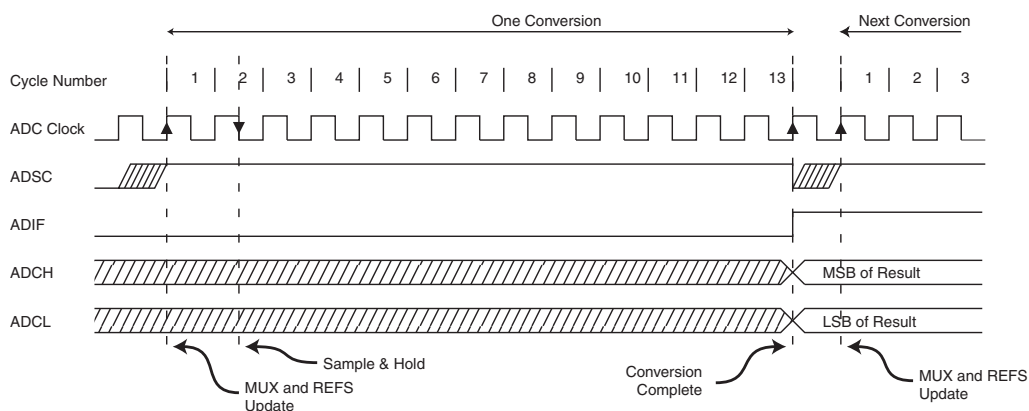 One Conversion
Next Conversion
Cycle Number 1 2 3 4 5 6 7 8 9 10 11 12 13 1 2 3
ADC Clock
ADSC
ADIF
ADCH
MSB of Result
ADCL
LSB of Result
Sample & Hold
MUX and REFS
Update
Conversion
Complete
MUX and REFS
Update